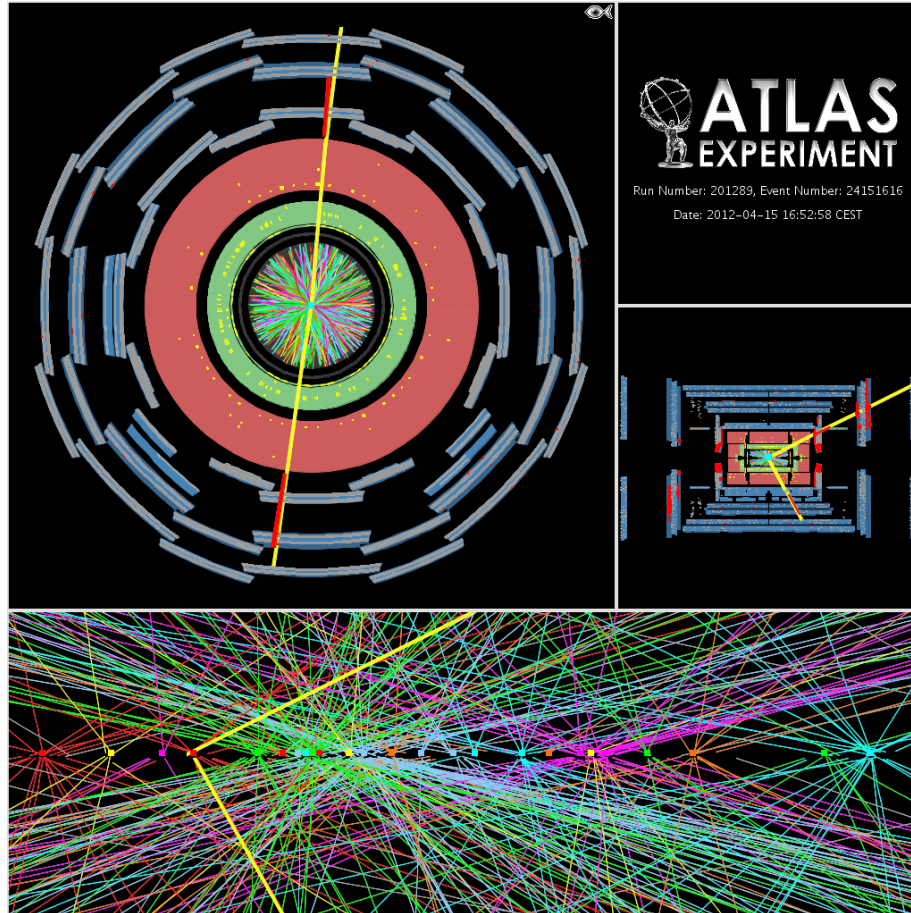 ATLAS
EXPERIMENT
Run Number: 201289, Event Number: 24151616
Date: 2012-04-15 16:52:58 CEST